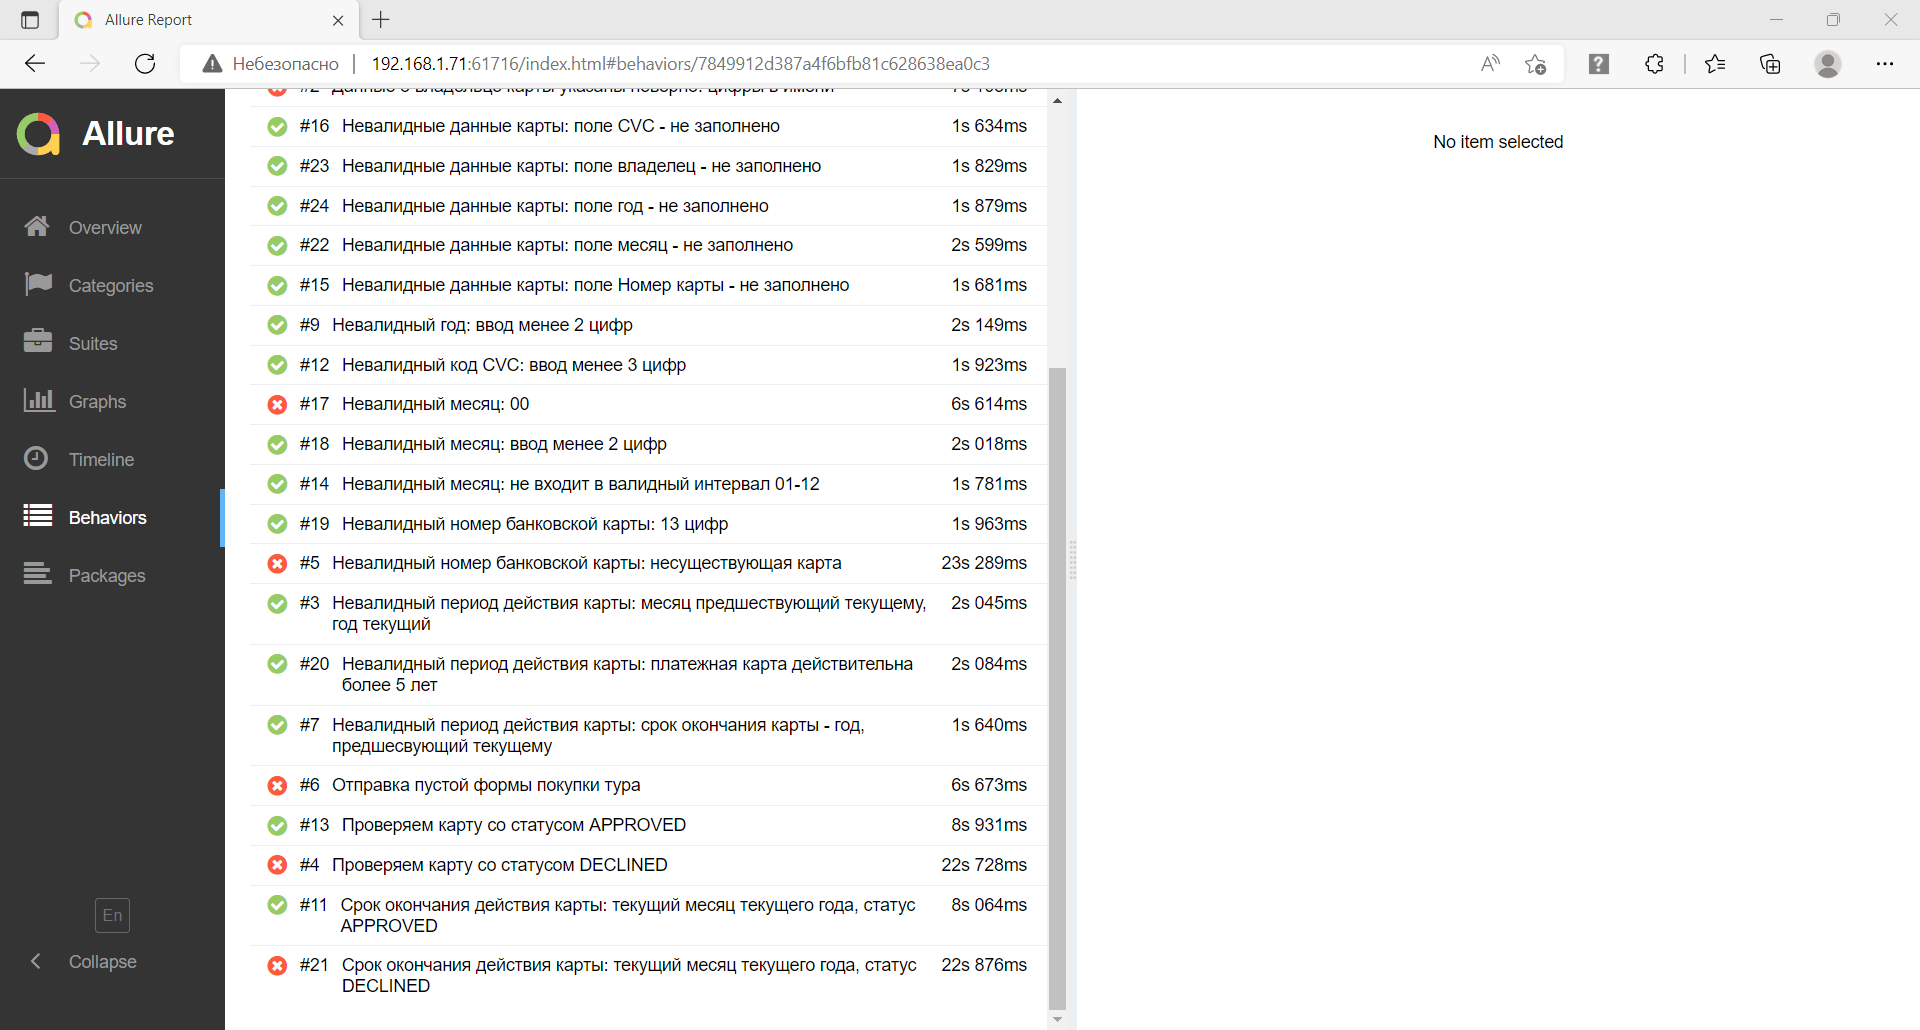 Allure Report
Небезопасно
192.168.1.71:61716/index.html#behaviors/7849912d387a4f6bfb81c628638ea0c3
Allure
Overview
Categories
Suites
Graphs
Timeline
Behaviors
Packages
En
Collapse
#16 Невалидные данные карты: поле CVC - не заполнено 1s 634ms
#23 Невалидные данные карты: поле владелец - не заполнено 1s 829ms
#24 Невалидные данные карты: поле год - не заполнено 1s 879ms
#22 Невалидные данные карты: поле месяц - не заполнено 2s 599ms
#15 Невалидные данные карты: поле Номер карты - не заполнено 1s 681ms
#9 Невалидный год: ввод менее 2 цифр 2s 149ms
#12 Невалидный код CVC: ввод менее 3 цифр 1s 923ms
#17 Невалидный месяц: 00 6s 614ms
#18 Невалидный месяц: ввод менее 2 цифр 2s 018ms
#14 Невалидный месяц: не входит в валидный интервал 01-12 1s 781ms
#19 Невалидный номер банковской карты: 13 цифр 1s 963ms
#5 Невалидный номер банковской карты: несуществующая карта 23s 289ms
#3 Невалидный период действия карты: месяц предшествующий текущему, 2s 045ms
год текущий
#20 Невалидный период действия карты: платежная карта действительна 2s 084ms
более 5 лет
#7 Невалидный период действия карты: срок окончания карты - год, 1s 640ms
предшесвующий текущему
#6 Отправка пустой формы покупки тура 6s 673ms
#13 Проверяем карту со статусом APPROVED 8s 931ms
#4 Проверяем карту со статусом DECLINED 22s 728ms
#11 Срок окончания действия карты: текущий месяц текущего года, статус 8s 064ms
APPROVED
#21 Срок окончания действия карты: текущий месяц текущего года, статус 22s 876ms
DECLINED
No item selected